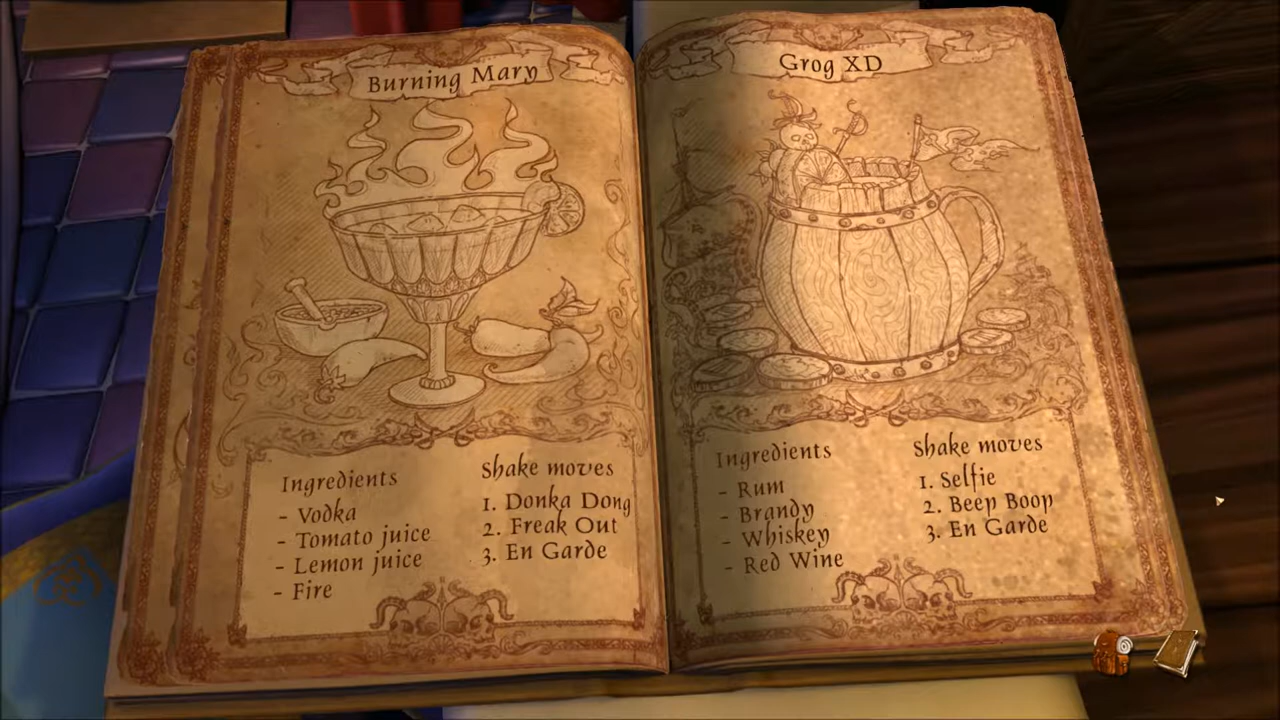 Burning Mary
Ingredients
- Vodka
- Tomato juice
- Lemon juice
- Fire
Shake moves
1. Donka Dong
2. Freak Out
3. En Garde
Grog XD
Ingredients
- Rum
- Brandy
- Whiskey
- Red Wine
Shake moves
1. Selfie
2. Beep Boop
3. En Garde